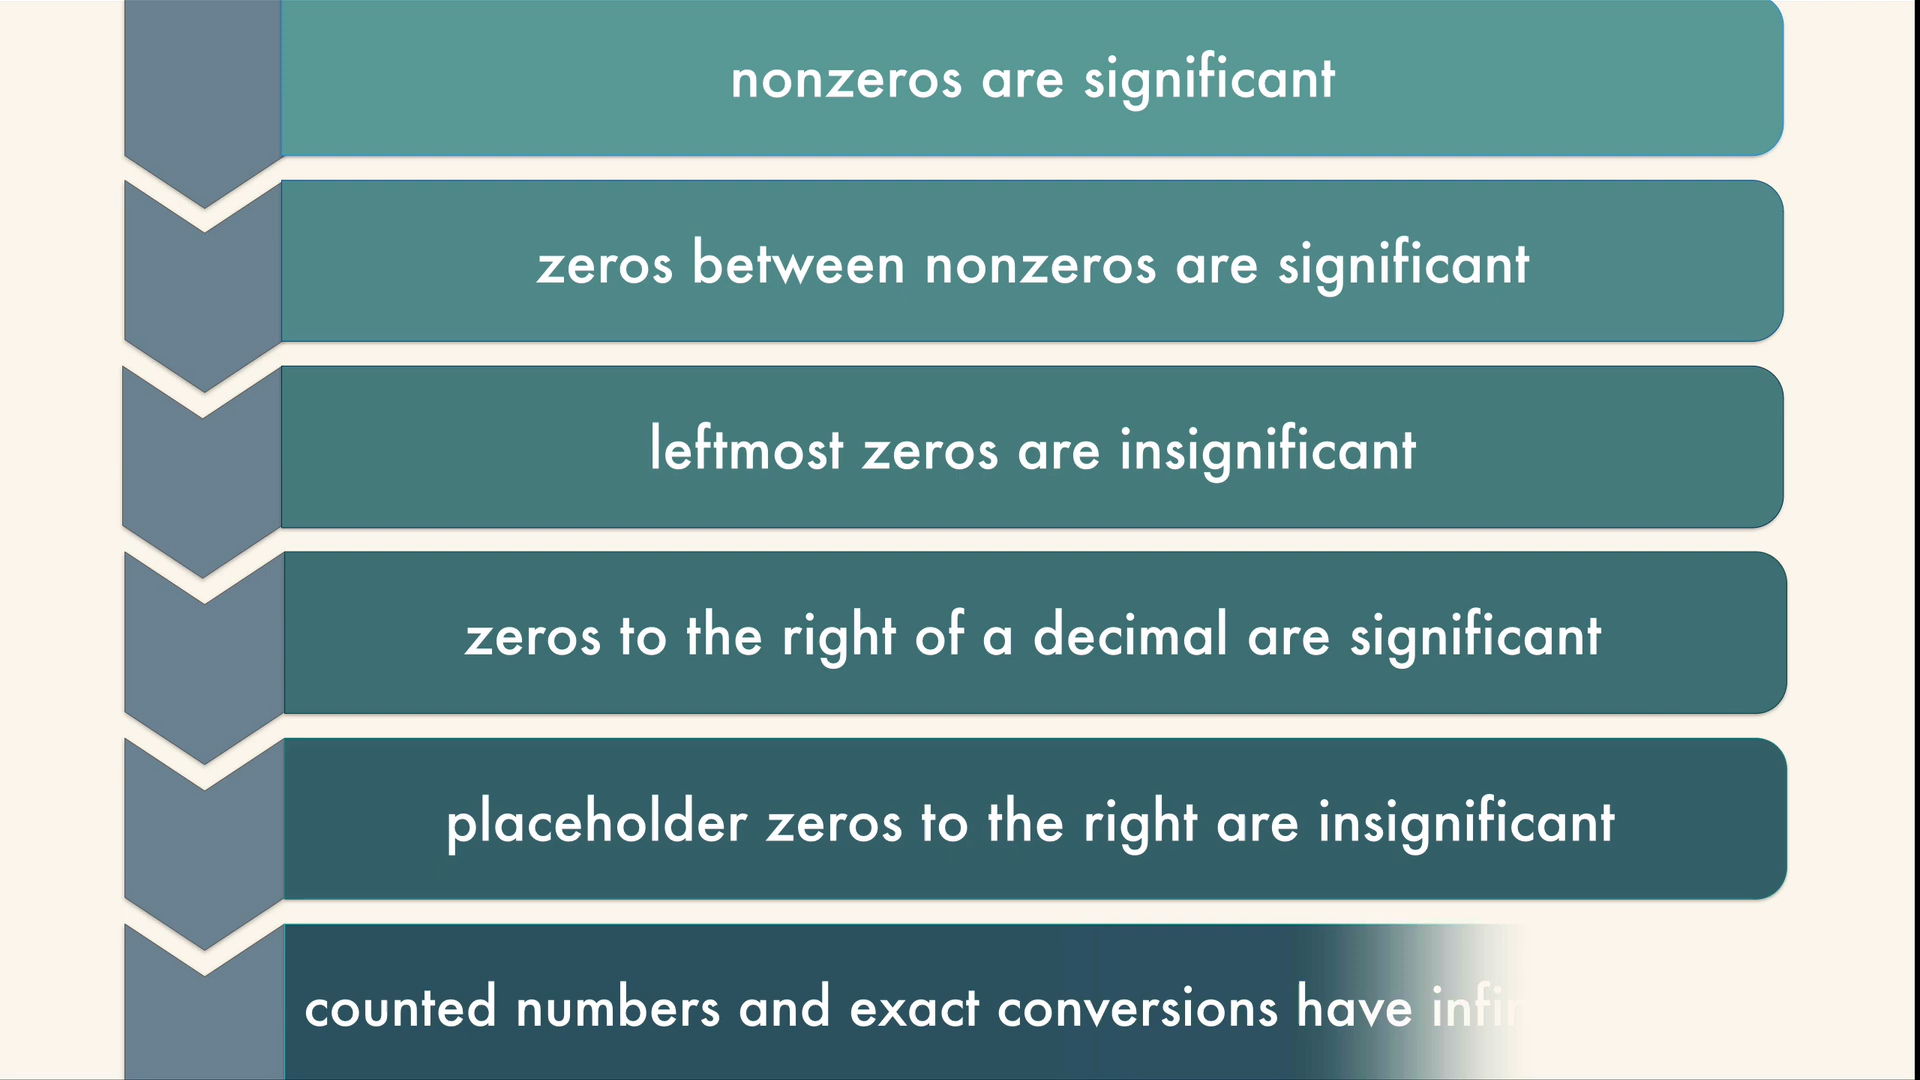 nonzeros are significant
zeros between nonzeros are significant
leftmost zeros are insignificant
zeros to the right of a decimal are significant
placeholder zeros to the right are insignificant
counted numbers and exact conversions have